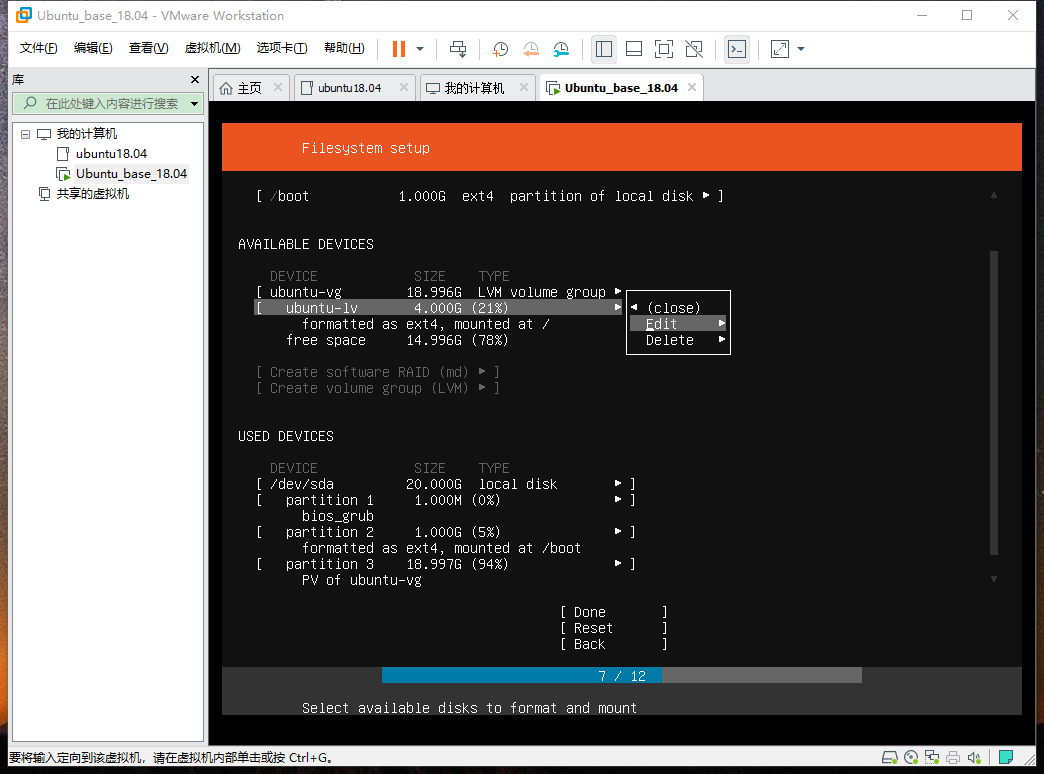 Ubuntu_base_18.04 - VMware Workstation
文件(F) 编辑(E) 查看(V) 虚拟机(M) 选项卡(T) 帮助(H)
库
在此处键入内容进行搜索
我的计算机
ubuntu18.04
Ubuntu_base_18.04
共享的虚拟机
主页 ubuntu18.04 我的计算机 Ubuntu_base_18.04
Filesystem setup
[ /boot 1.000G ext4 partition of local disk ▸ ]
AVAILABLE DEVICES
DEVICE SIZE TYPE
[ ubuntu-vg 18.996G LVM volume group ▸
[ ubuntu-lv 4.000G (21%) ▸
formatted as ext4, mounted at /
free space 14.996G (78%)
◂ (close)
Edit ▸
Delete ▸
[ Create software RAID (md) ▸ ]
[ Create volume group (LVM) ▸ ]
USED DEVICES
DEVICE SIZE TYPE
[ /dev/sda 20.000G local disk ▸ ]
[ partition 1 1.000M (0%) ▸ ]
bios_grub
[ partition 2 1.000G (5%) ▸ ]
formatted as ext4, mounted at /boot
[ partition 3 18.997G (94%) ▸ ]
PV of ubuntu-vg
[ Done ]
[ Reset ]
[ Back ]
7 / 12
Select available disks to format and mount
要将输入定向到该虚拟机，请在虚拟机内部单击或按 Ctrl+G。